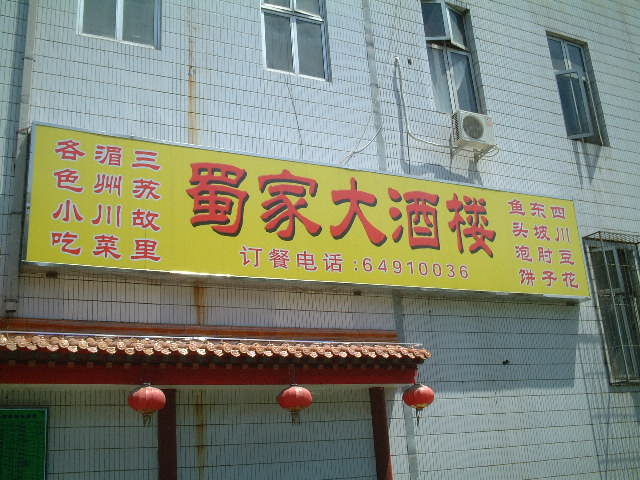 三苏故里
湄州川菜
各色小吃
蜀家大酒楼
订餐电话:64910036
四川豆花
东坡肘子
鱼头泡饼